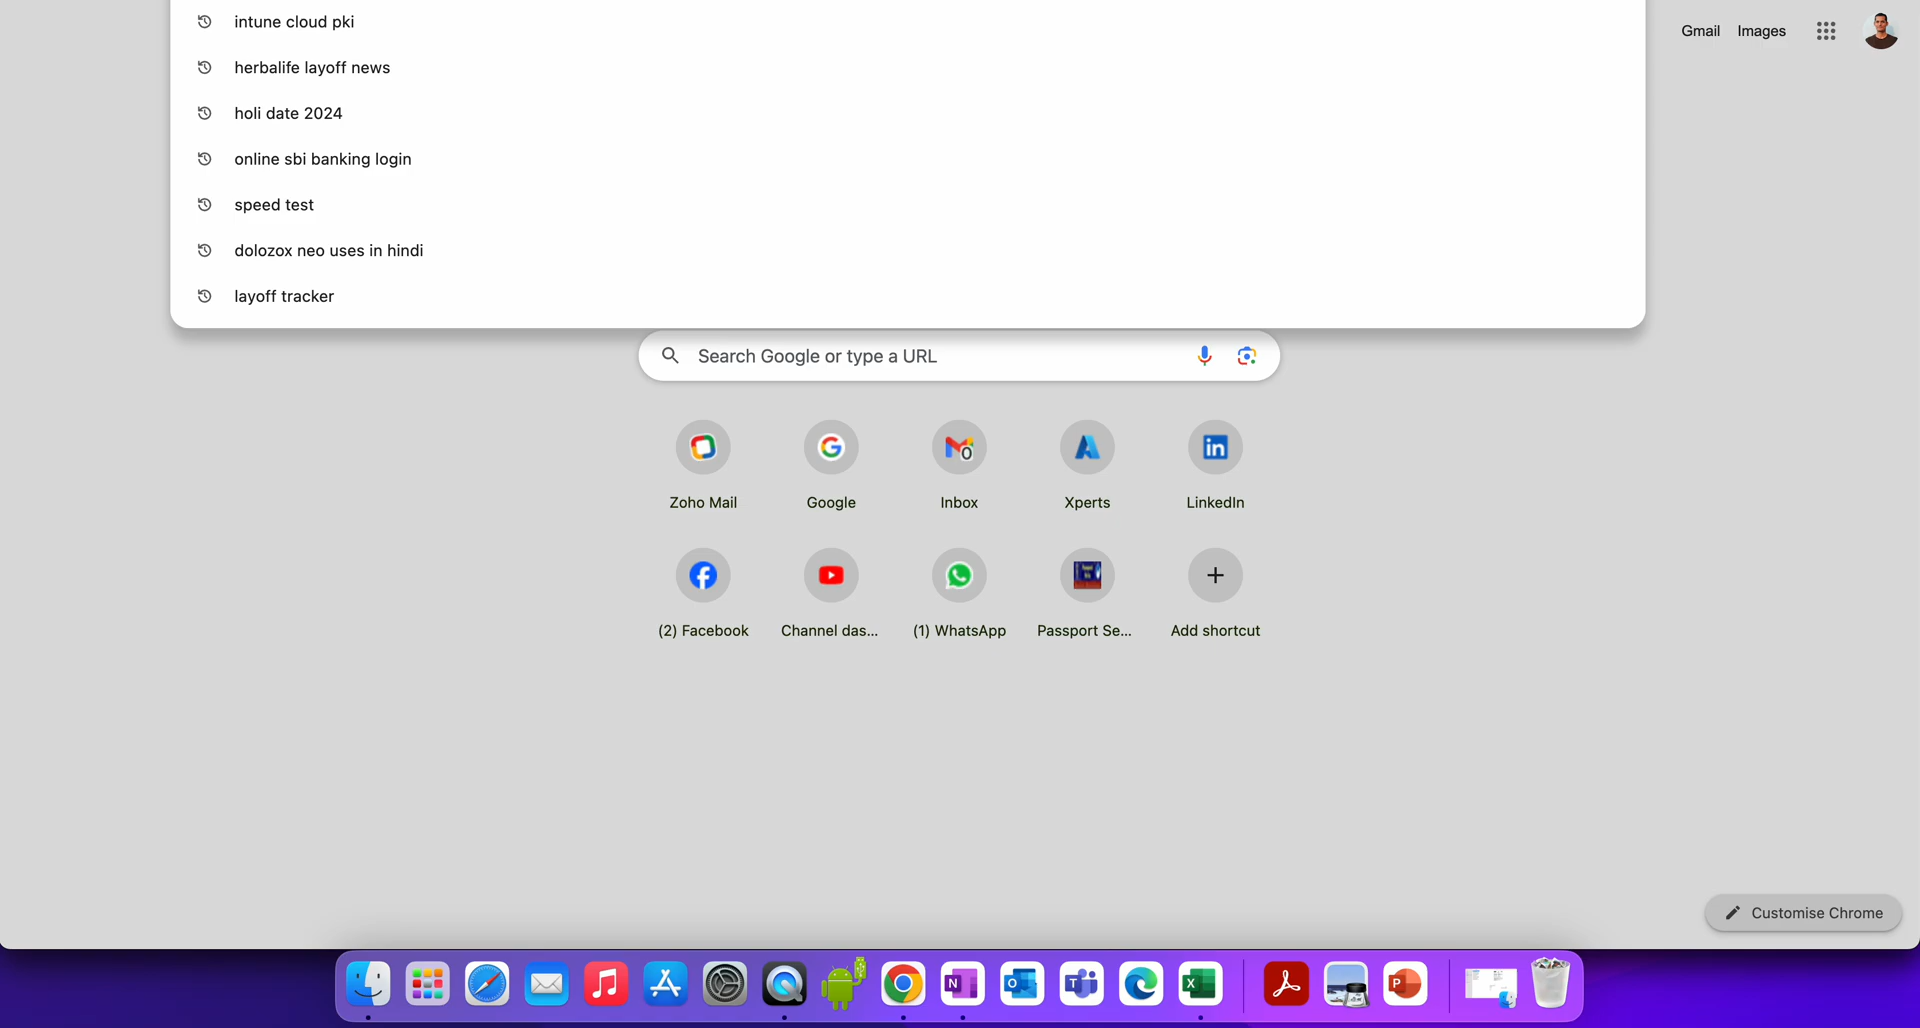 intune cloud pki
herbalife layoff news
holi date 2024
online sbi banking login
speed test
dolozox neo uses in hindi
layoff tracker
Gmail Images
Search Google or type a URL
Zoho Mail Google Inbox Xperts LinkedIn
(2) Facebook Channel das... (1) WhatsApp Passport Se... Add shortcut
Customise Chrome